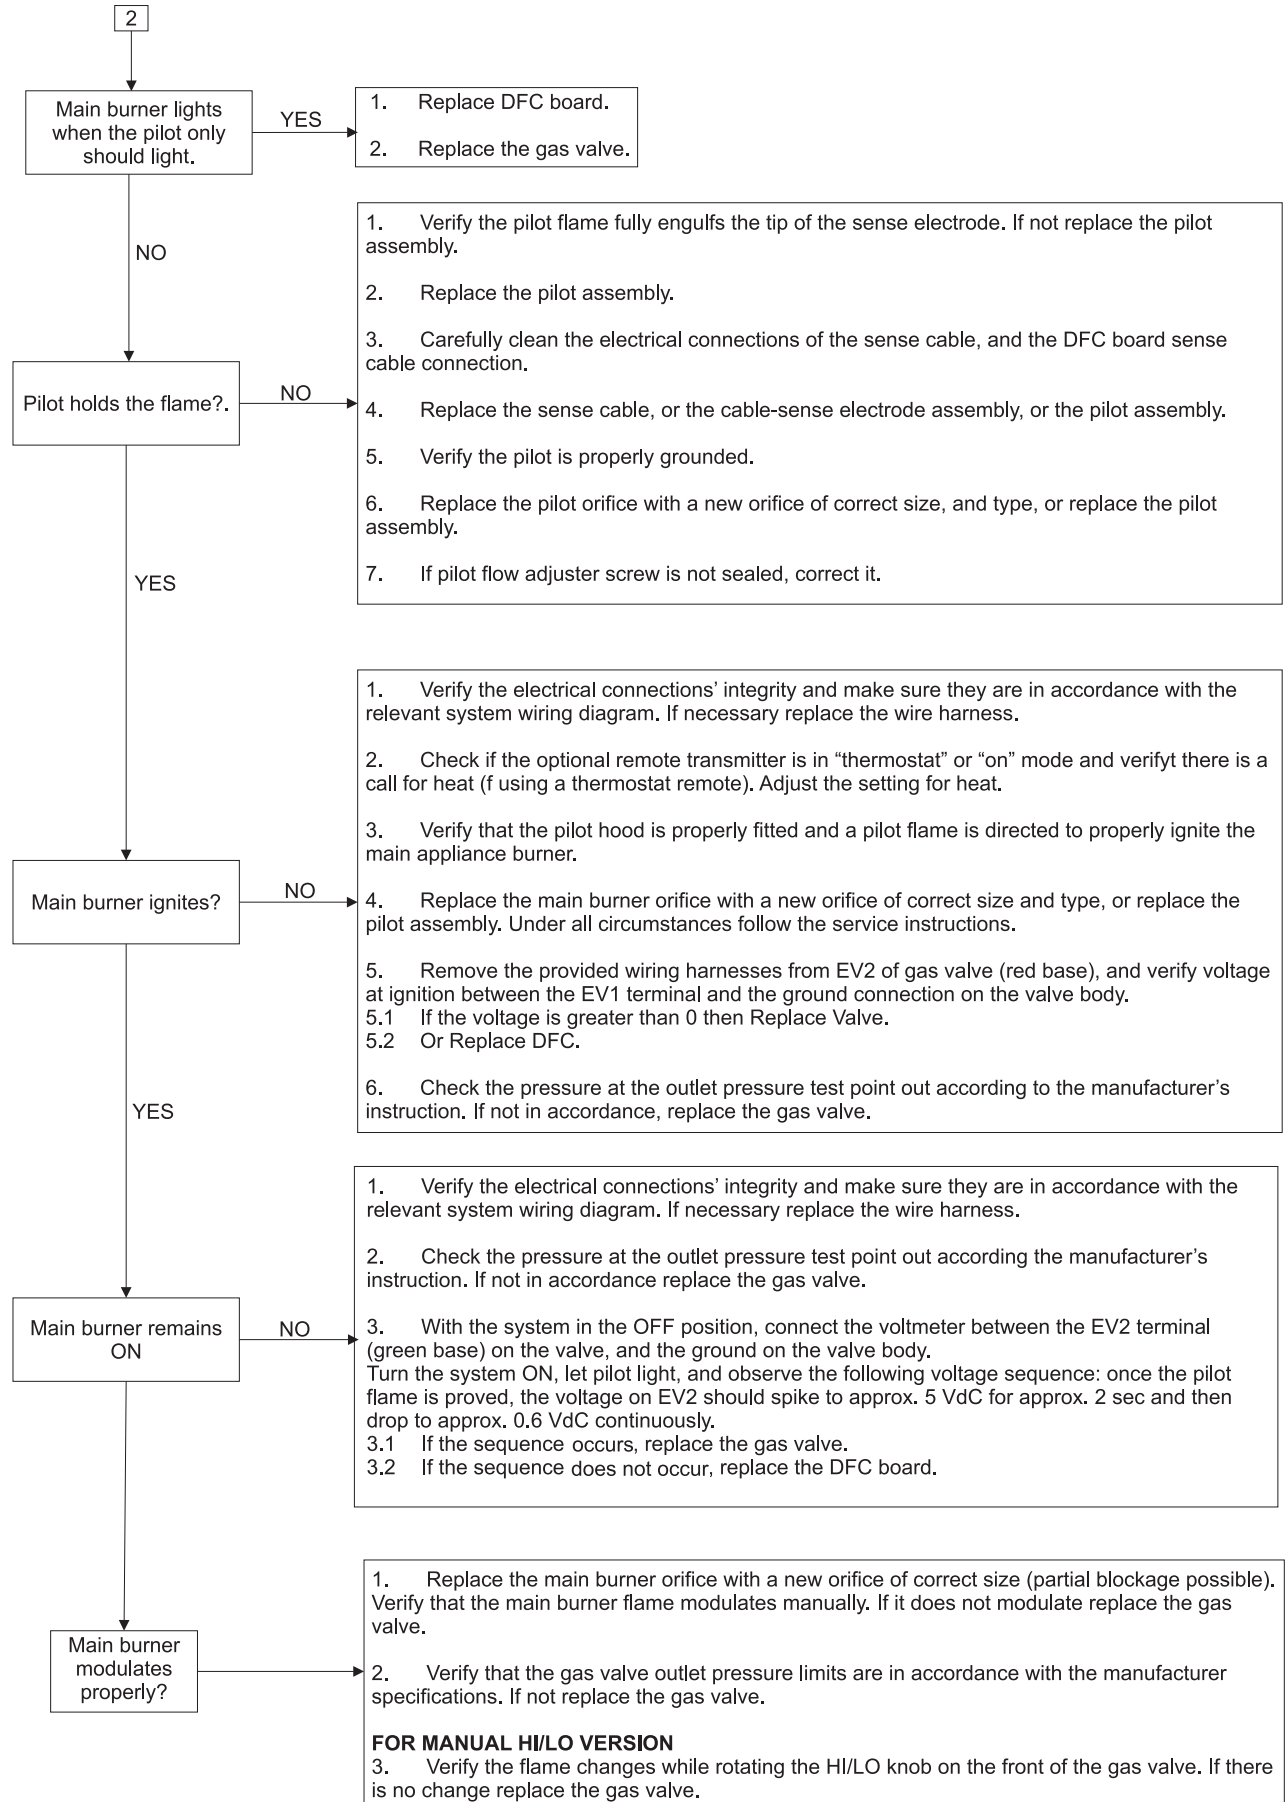 2
Main burner lights
when the pilot only
should light.
YES
1. Replace DFC board.
2. Replace the gas valve.
NO
1. Verify the pilot flame fully engulfs the tip of the sense electrode. If not replace the pilot
assembly.
2. Replace the pilot assembly.
3. Carefully clean the electrical connections of the sense cable, and the DFC board sense
cable connection.
4. Replace the sense cable, or the cable-sense electrode assembly, or the pilot assembly.
5. Verify the pilot is properly grounded.
6. Replace the pilot orifice with a new orifice of correct size, and type, or replace the pilot
assembly.
7. If pilot flow adjuster screw is not sealed, correct it.
Pilot holds the flame?.
NO
YES
1. Verify the electrical connections’ integrity and make sure they are in accordance with the
relevant system wiring diagram. If necessary replace the wire harness.
2. Check if the optional remote transmitter is in “thermostat” or “on” mode and verifyt there is a
call for heat (f using a thermostat remote). Adjust the setting for heat.
3. Verify that the pilot hood is properly fitted and a pilot flame is directed to properly ignite the
main appliance burner.
4. Replace the main burner orifice with a new orifice of correct size and type, or replace the
pilot assembly. Under all circumstances follow the service instructions.
5. Remove the provided wiring harnesses from EV2 of gas valve (red base), and verify voltage
at ignition between the EV1 terminal and the ground connection on the valve body.
5.1 If the voltage is greater than 0 then Replace Valve.
5.2 Or Replace DFC.
6. Check the pressure at the outlet pressure test point out according to the manufacturer’s
instruction. If not in accordance, replace the gas valve.
Main burner ignites?
NO
YES
1. Verify the electrical connections’ integrity and make sure they are in accordance with the
relevant system wiring diagram. If necessary replace the wire harness.
2. Check the pressure at the outlet pressure test point out according the manufacturer’s
instruction. If not in accordance replace the gas valve.
3. With the system in the OFF position, connect the voltmeter between the EV2 terminal
(green base) on the valve, and the ground on the valve body.
Turn the system ON, let pilot light, and observe the following voltage sequence: once the pilot
flame is proved, the voltage on EV2 should spike to approx. 5 VdC for approx. 2 sec and then
drop to approx. 0.6 VdC continuously.
3.1 If the sequence occurs, replace the gas valve.
3.2 If the sequence does not occur, replace the DFC board.
Main burner remains
ON
NO
1. Replace the main burner orifice with a new orifice of correct size (partial blockage possible).
Verify that the main burner flame modulates manually. If it does not modulate replace the gas
valve.
2. Verify that the gas valve outlet pressure limits are in accordance with the manufacturer
specifications. If not replace the gas valve.
FOR MANUAL HI/LO VERSION
3. Verify the flame changes while rotating the HI/LO knob on the front of the gas valve. If there
is no change replace the gas valve.
Main burner
modulates
properly?